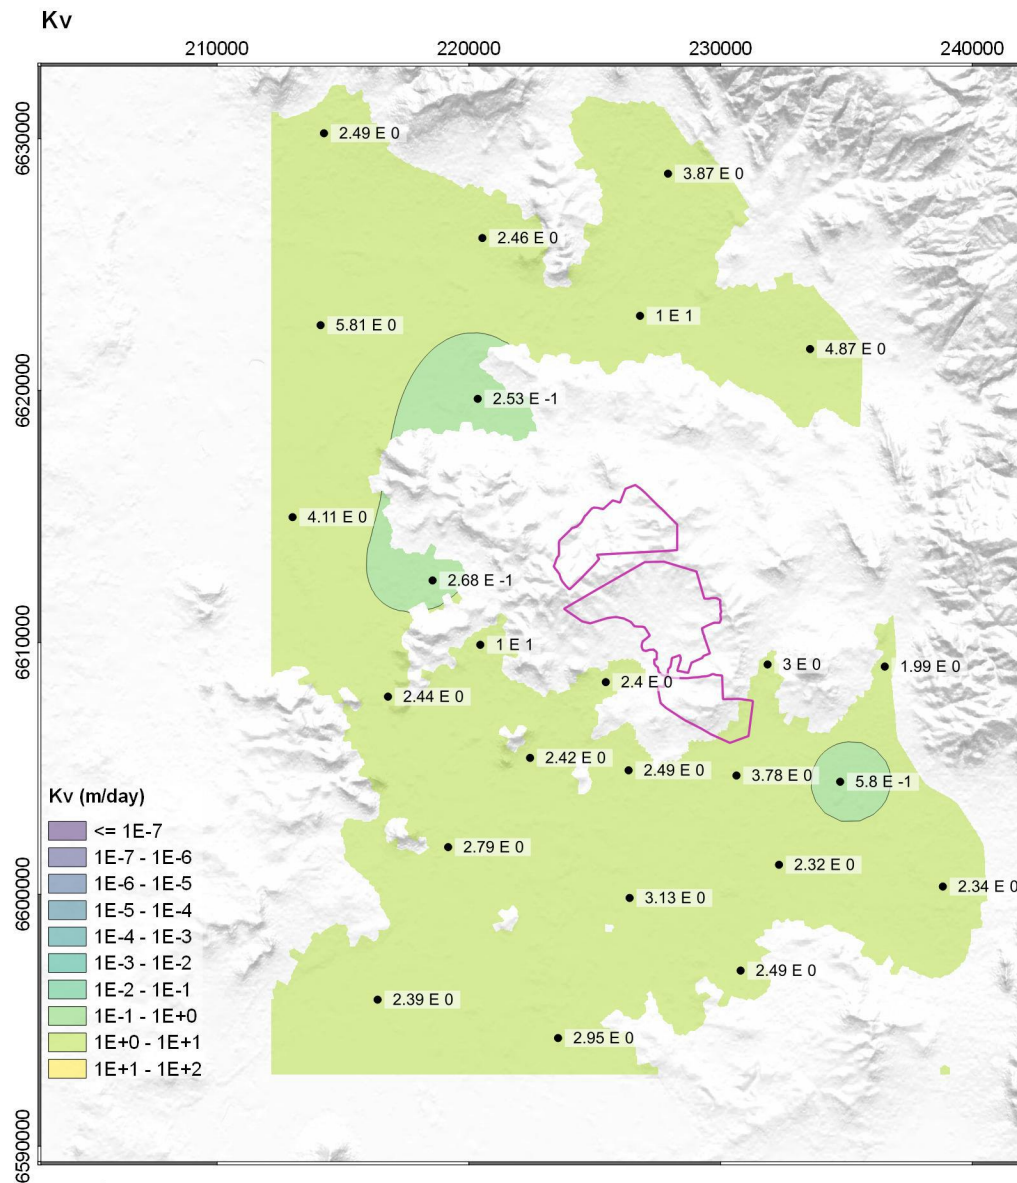 Kv
210000 220000 230000 240000
6630000
2.49 E 0
3.87 E 0
2.46 E 0
1 E 1
5.81 E 0
4.87 E 0
6620000
2.53 E -1
4.11 E 0
2.68 E -1
6610000
1 E 1
3 E 0
1.99 E 0
2.4 E 0
2.44 E 0
2.42 E 0
2.49 E 0
3.78 E 0
5.8 E -1
2.79 E 0
2.32 E 0
2.34 E 0
6600000
3.13 E 0
2.49 E 0
2.39 E 0
2.95 E 0
6590000
Kv (m/day)
<= 1E-7
1E-7 - 1E-6
1E-6 - 1E-5
1E-5 - 1E-4
1E-4 - 1E-3
1E-3 - 1E-2
1E-2 - 1E-1
1E-1 - 1E+0
1E+0 - 1E+1
1E+1 - 1E+2